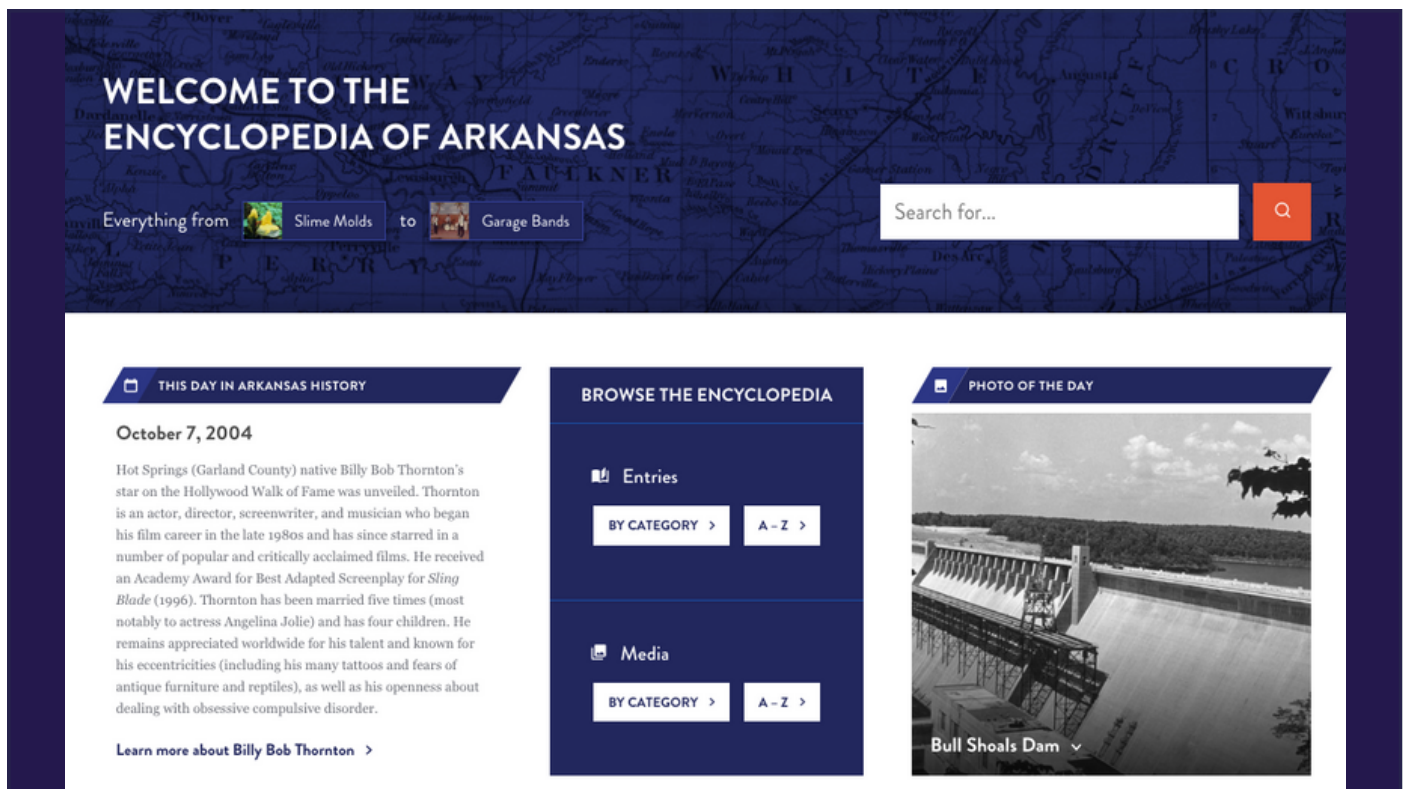 WELCOME TO THE
ENCYCLOPEDIA OF ARKANSAS
Everything from Slime Molds to Garage Bands
Search for...
THIS DAY IN ARKANSAS HISTORY
October 7, 2004
Hot Springs (Garland County) native Billy Bob Thornton's
star on the Hollywood Walk of Fame was unveiled. Thornton
is an actor, director, screenwriter, and musician who began
his film career in the late 1980s and has since starred in a
number of popular and critically acclaimed films. He received
an Academy Award for Best Adapted Screenplay for Sling
Blade (1996). Thornton has been married five times (most
notably to actress Angelina Jolie) and has four children. He
remains appreciated worldwide for his talent and known for
his eccentricities (including his many tattoos and fears of
antique furniture and reptiles), as well as his openness about
dealing with obsessive compulsive disorder.
Learn more about Billy Bob Thornton >
BROWSE THE ENCYCLOPEDIA
Entries
BY CATEGORY > A – Z >
Media
BY CATEGORY > A – Z >
PHOTO OF THE DAY
Bull Shoals Dam